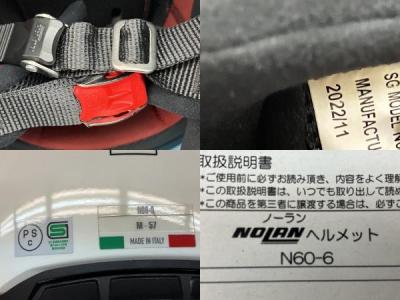 SG MODEL NO
MANUFACTU
2022/11
PS
C
N60-6
M - 57
MADE IN ITALY
取扱説明書
*ご使用前に必ずお読み頂き、内容をよく理解
*この取扱説明書は、いつでも取り出して読め
*この商品を第三者に譲渡する場合は、必ずこ
ノーラン
NOLAN ヘルメット
N60-6